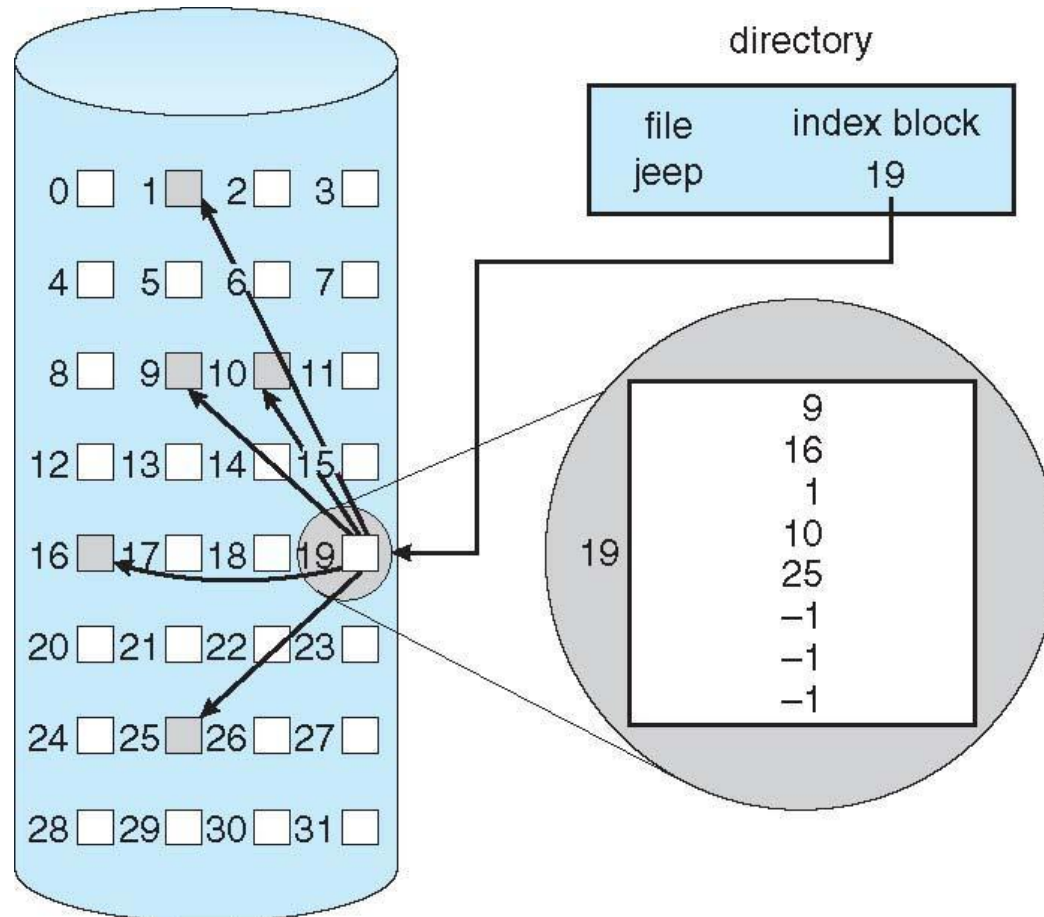 directory
file index block
jeep 19
0 1 2 3
4 5 6 7
8 9 10 11
12 13 14 15
16 17 18 19
20 21 22 23
24 25 26 27
28 29 30 31
19
9
16
1
10
25
–1
–1
–1